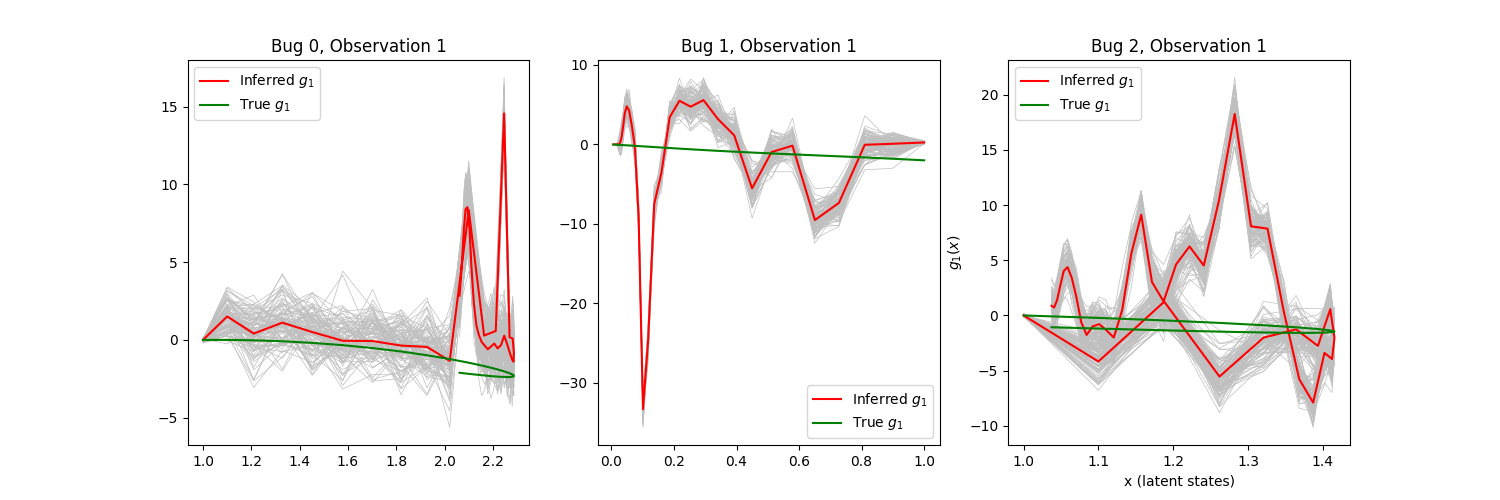 Bug 0, Observation 1
Inferred g₁
True g₁
15
10
5
0
−5
1.0 1.2 1.4 1.6 1.8 2.0 2.2
Bug 1, Observation 1
10
0
−10
−20
−30
Inferred g₁
True g₁
0.0 0.2 0.4 0.6 0.8 1.0
Bug 2, Observation 1
Inferred g₁
True g₁
g₁(x)
20
15
10
5
0
−5
−10
1.0 1.1 1.2 1.3 1.4
x (latent states)